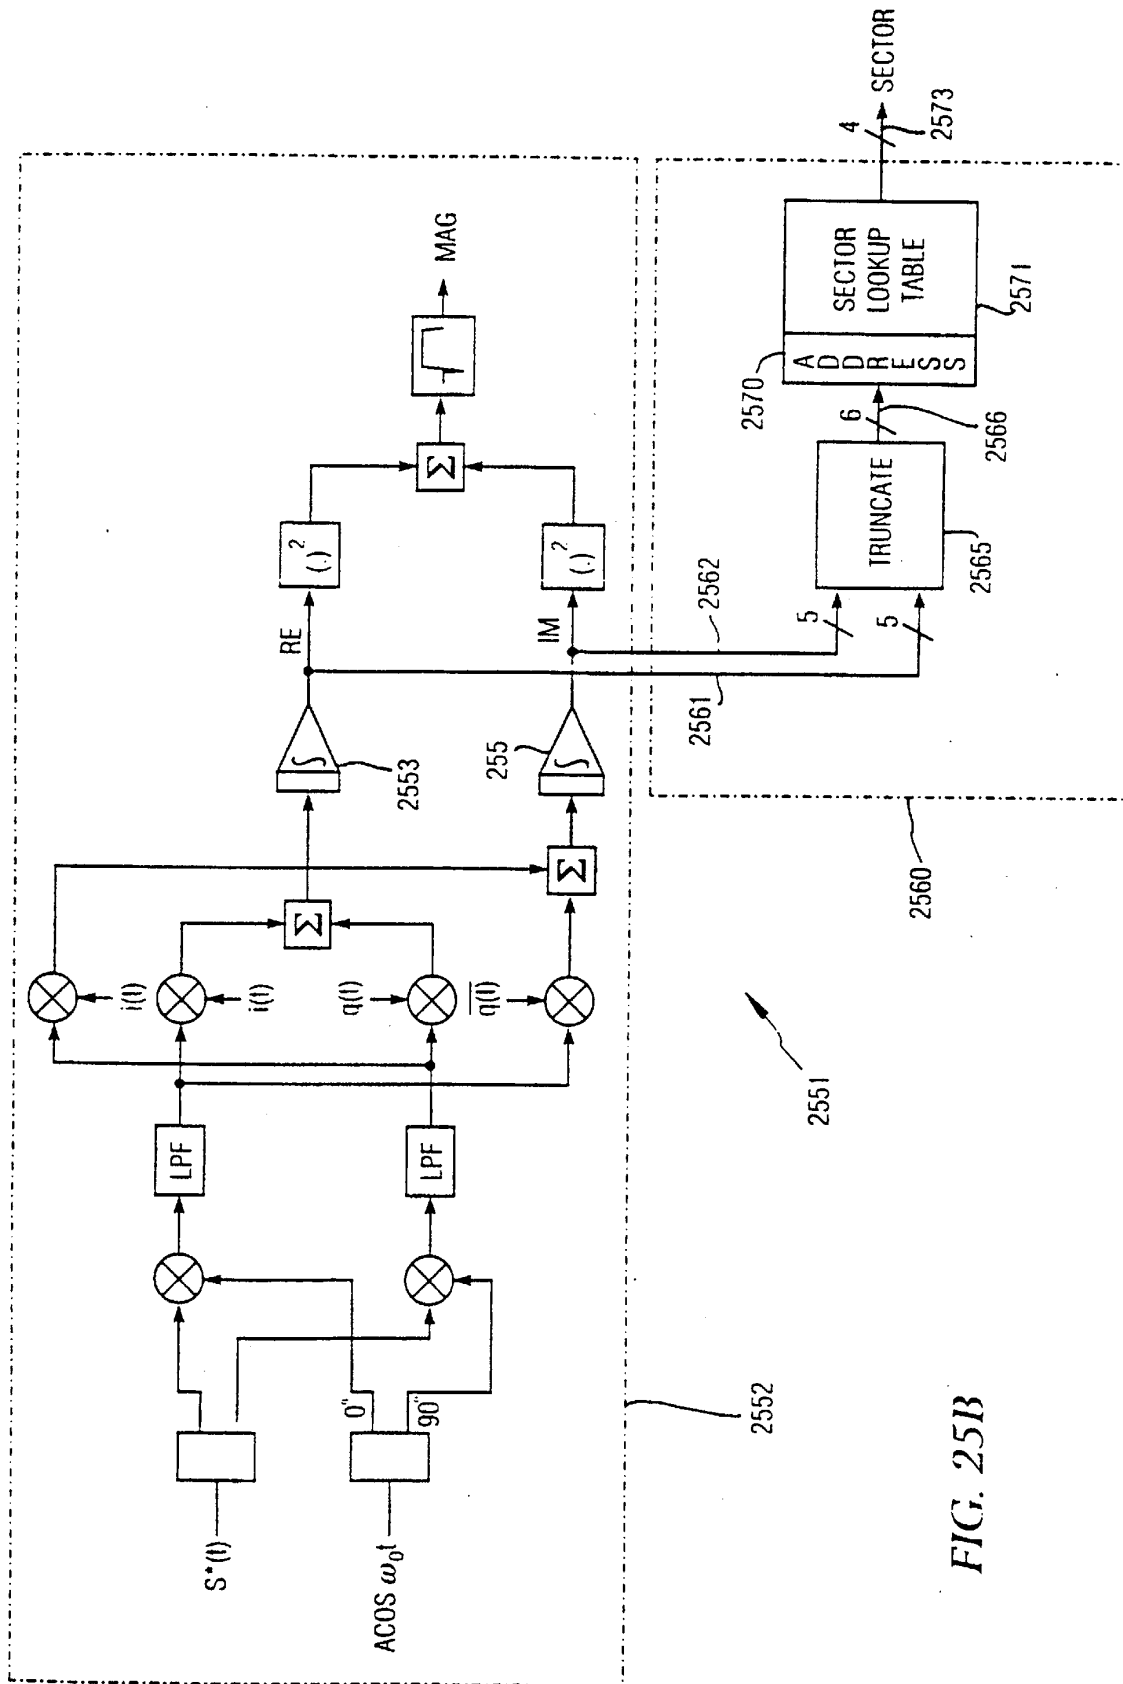 S*(t)
ACOS ω₀t
0"
90"
LPF
LPF
i(t)
i(t)
q(t)
q(t)
Σ
Σ
∫
2553
∫
255
RE
IM
(.)²
(.)²
Σ
MAG
2552
2551
2560
2561
2562
5
5
TRUNCATE
2565
6
2566
2570
ADDRESS
SECTOR
LOOKUP
TABLE
2571
4
2573
SECTOR
FIG. 25B